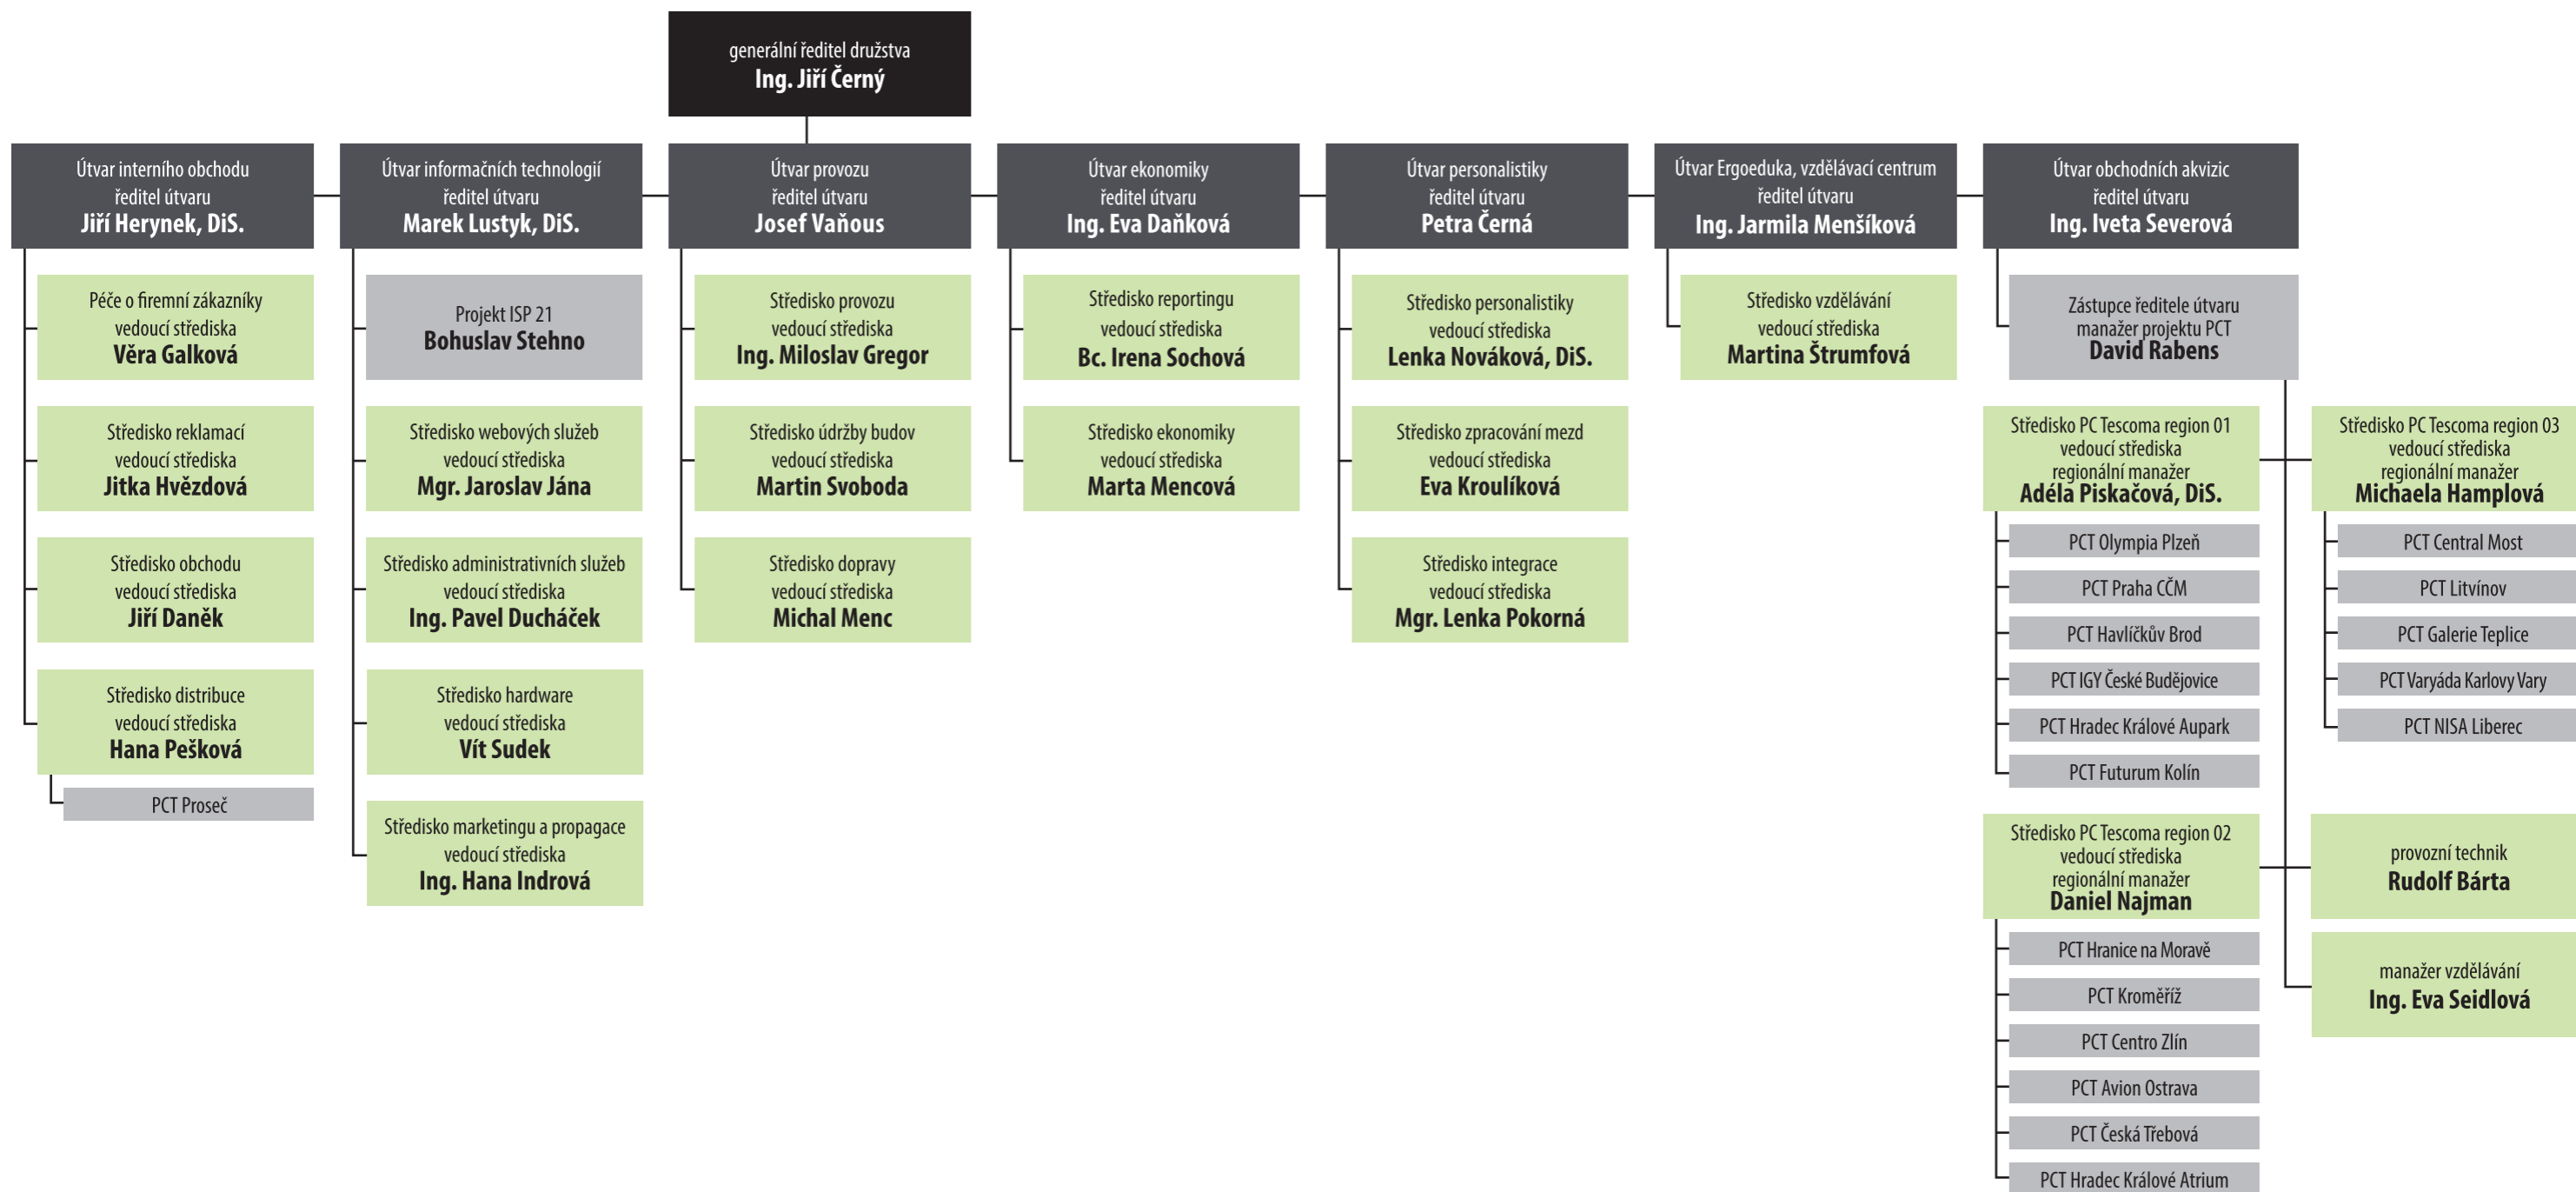 generální ředitel družstva
Ing. Jiří Černý
Útvar interního obchodu
ředitel útvaru
Jiří Herynek, DiS.
Útvar informačních technologií
ředitel útvaru
Marek Lustyk, DiS.
Útvar provozu
ředitel útvaru
Josef Vaňous
Útvar ekonomiky
ředitel útvaru
Ing. Eva Daňková
Útvar personalistiky
ředitel útvaru
Petra Černá
Útvar Ergoeduka, vzdělávací centrum
ředitel útvaru
Ing. Jarmila Menšíková
Útvar obchodních akvizic
ředitel útvaru
Ing. Iveta Severová
Péče o firemní zákazníky
vedoucí střediska
Věra Galková
Středisko reklamací
vedoucí střediska
Jitka Hvězdová
Středisko obchodu
vedoucí střediska
Jiří Daněk
Středisko distribuce
vedoucí střediska
Hana Pešková
PCT Proseč
Projekt ISP 21
Bohuslav Stehno
Středisko webových služeb
vedoucí střediska
Mgr. Jaroslav Jána
Středisko administrativních služeb
vedoucí střediska
Ing. Pavel Ducháček
Středisko hardware
vedoucí střediska
Vít Sudek
Středisko marketingu a propagace
vedoucí střediska
Ing. Hana Indrová
Středisko provozu
vedoucí střediska
Ing. Miloslav Gregor
Středisko údržby budov
vedoucí střediska
Martin Svoboda
Středisko dopravy
vedoucí střediska
Michal Menc
Středisko reportingu
vedoucí střediska
Bc. Irena Sochová
Středisko ekonomiky
vedoucí střediska
Marta Mencová
Středisko personalistiky
vedoucí střediska
Lenka Nováková, DiS.
Středisko zpracování mezd
vedoucí střediska
Eva Kroulíková
Středisko integrace
vedoucí střediska
Mgr. Lenka Pokorná
Středisko vzdělávání
vedoucí střediska
Martina Štrumfová
Zástupce ředitele útvaru
manažer projektu PCT
David Rabens
Středisko PC Tescoma region 01
vedoucí střediska
regionální manažer
Adéla Piskačová, DiS.
PCT Olympia Plzeň
PCT Praha CČM
PCT Havlíčkův Brod
PCT IGY České Budějovice
PCT Hradec Králové Aupark
PCT Futurum Kolín
Středisko PC Tescoma region 03
vedoucí střediska
regionální manažer
Michaela Hamplová
PCT Central Most
PCT Litvínov
PCT Galerie Teplice
PCT Varyáda Karlovy Vary
PCT NISA Liberec
Středisko PC Tescoma region 02
vedoucí střediska
regionální manažer
Daniel Najman
PCT Hranice na Moravě
PCT Kroměříž
PCT Centro Zlín
PCT Avion Ostrava
PCT Česká Třebová
PCT Hradec Králové Atrium
provozní technik
Rudolf Bárta
manažer vzdělávání
Ing. Eva Seidlová